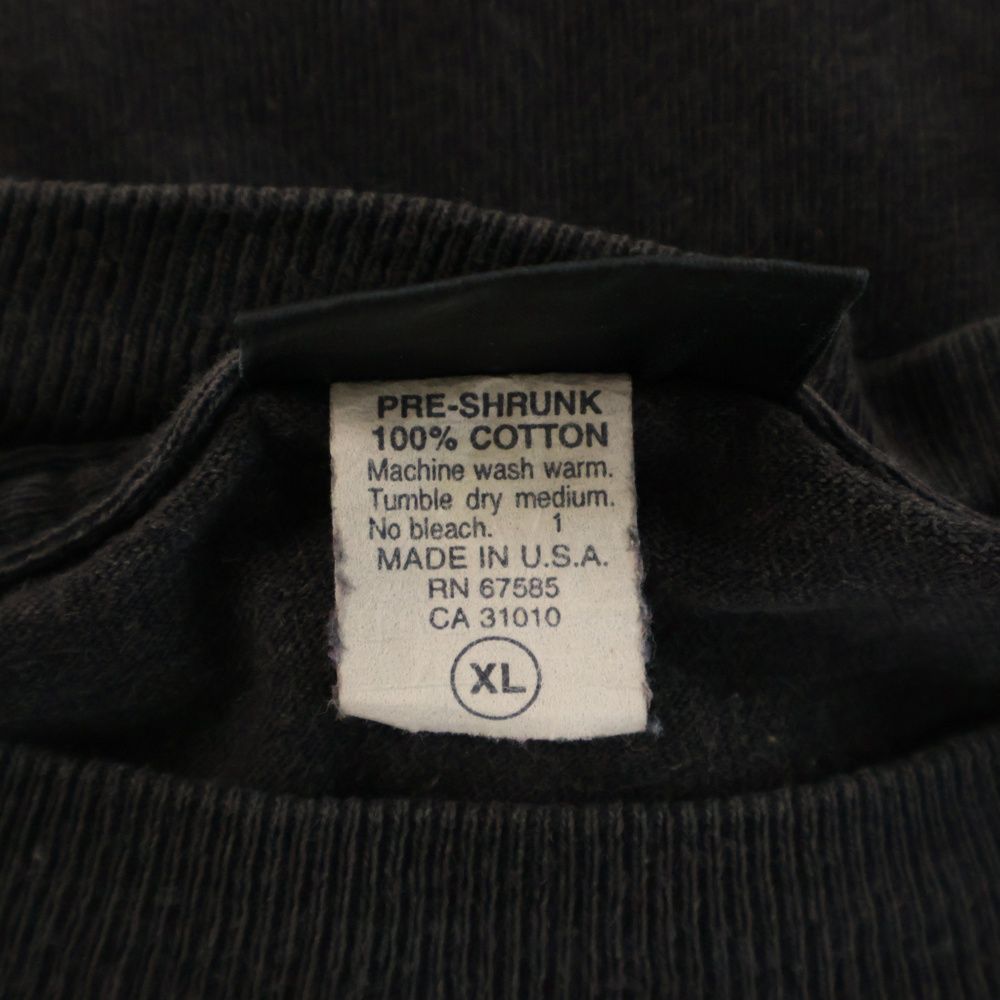 PRE-SHRUNK
100% COTTON
Machine wash warm.
Tumble dry medium.
No bleach. 1
MADE IN U.S.A.
RN 67585
CA 31010
XL